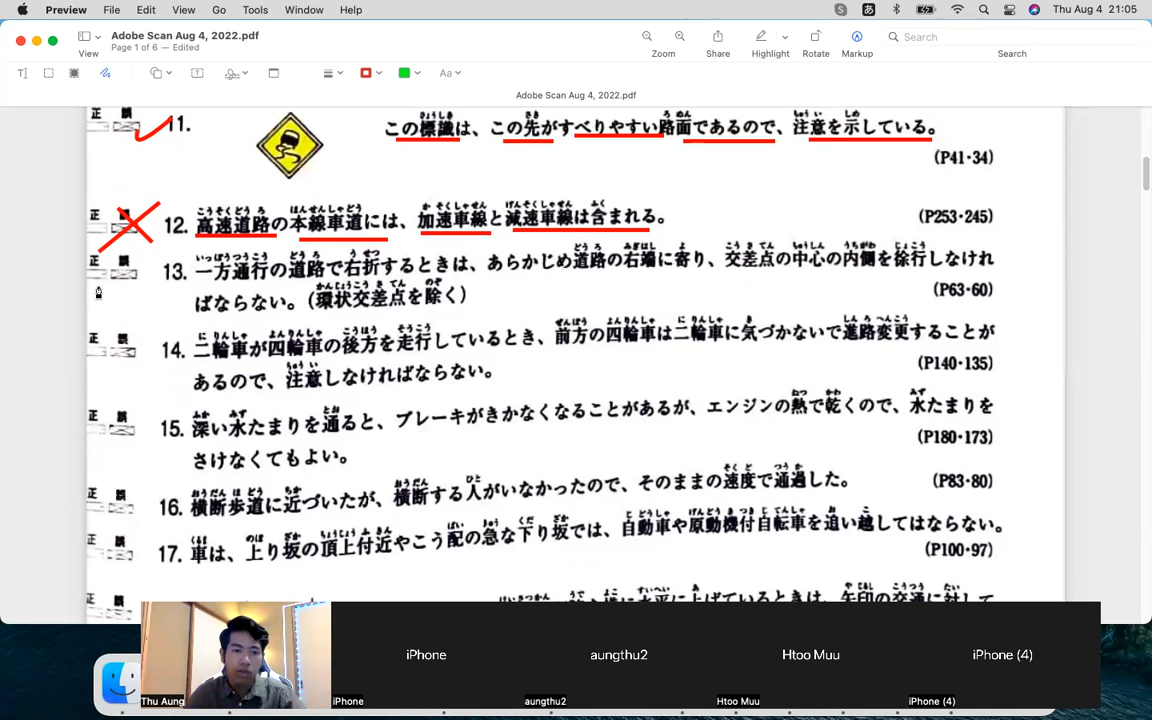 Preview File Edit View Go Tools Window Help Thu Aug 4 21:05
Adobe Scan Aug 4, 2022.pdf
Page 1 of 6 — Edited
View Zoom Share Highlight Rotate Markup Search
Search
Adobe Scan Aug 4, 2022.pdf
正 誤
11. この標識は、この先がすべりやすい路面であるので、注意を示している。
(P41·34)
正 誤
12. 高速道路の本線車道には、加速車線と減速車線は含まれる。
(P253·245)
正 誤
13. 一方通行の道路で右折するときは、あらかじめ道路の右端に寄り、交差点の中心の内側を徐行しなけれ
ばならない。(環状交差点を除く)
(P63·60)
正 誤
14. 二輪車が四輪車の後方を走行しているとき、前方の四輪車は二輪車に気づかないで進路変更することが
あるので、注意しなければならない。
(P140·135)
正 誤
15. 深い水たまりを通ると、ブレーキがきかなくなることがあるが、エンジンの熱で乾くので、水たまりを
さけなくてもよい。
(P180·173)
正 誤
16. 横断歩道に近づいたが、横断する人がいなかったので、そのままの速度で通過した。
(P83·80)
正 誤
17. 車は、上り坂の頂上付近やこう配の急な下り坂では、自動車や原動機付自転車を追い越してはならない。
(P100·97)
正 誤
iPhone
aungthu2
Htoo Muu
iPhone (4)
Thu Aung
iPhone
aungthu2
Htoo Muu
iPhone (4)